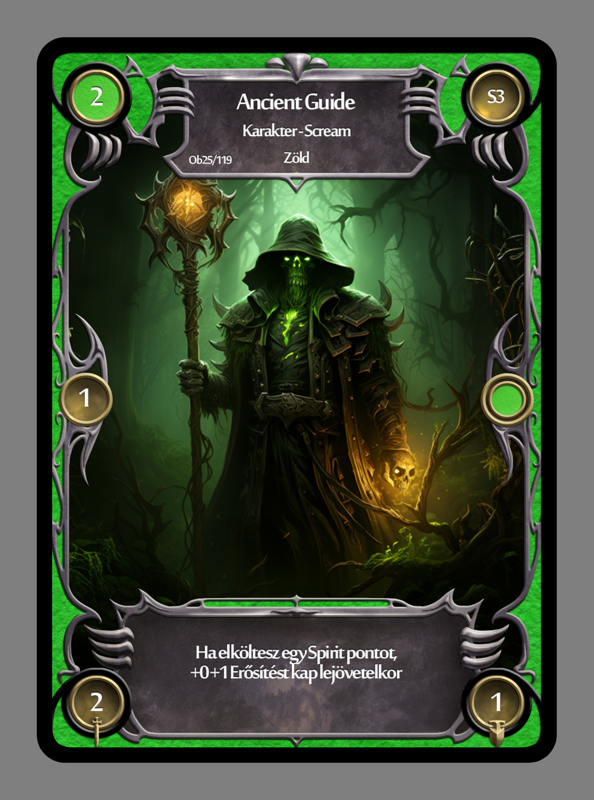 2
Ancient Guide
S3
Karakter - Scream
Ob25/119
Zöld
1
Ha elköltesz egy Spirit pontot,
+0+1 Erősítést kap lejövetelkor
2
1